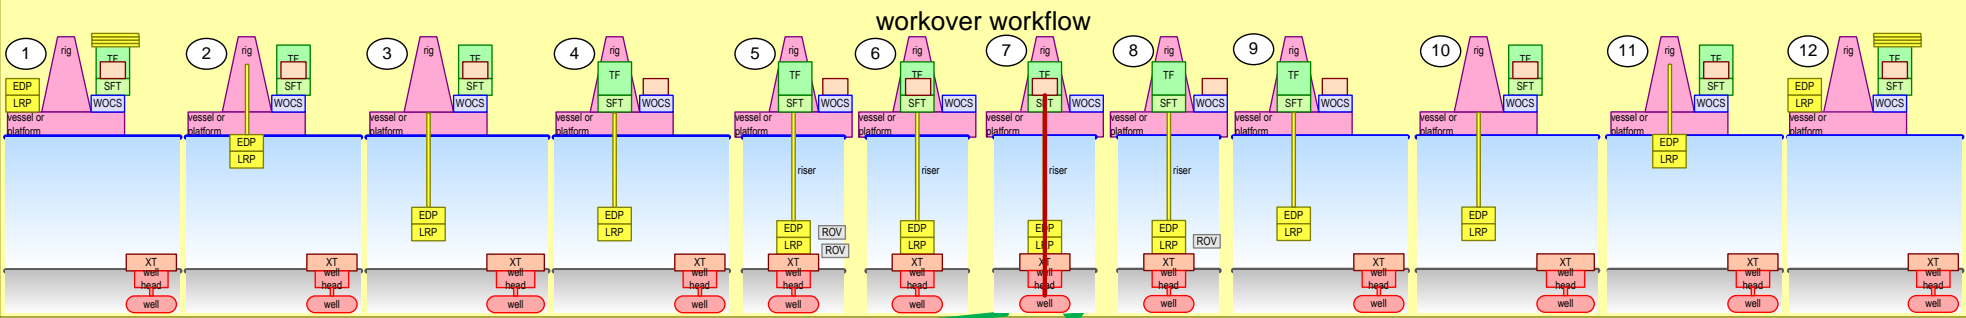 workover workflow
1
rig
TF
EDP
SFT
LRP
WOCS
vessel or
platform
XT
well
head
well
2
rig
TF
SFT
WOCS
vessel or
platform
EDP
LRP
XT
well
head
well
3
rig
TF
SFT
WOCS
vessel or
platform
EDP
LRP
XT
well
head
well
4
rig
TF
SFT
WOCS
vessel or
platform
EDP
LRP
XT
well
head
well
5
rig
TF
SFT
WOCS
vessel or
platform
riser
EDP
ROV
LRP
ROV
XT
well
head
well
6
rig
TF
SFT
WOCS
vessel or
platform
riser
EDP
LRP
XT
well
head
well
7
rig
TF
SFT
WOCS
vessel or
platform
riser
EDP
LRP
XT
well
head
well
8
rig
TF
SFT
WOCS
vessel or
platform
riser
EDP
ROV
LRP
XT
well
head
well
9
rig
TF
SFT
WOCS
vessel or
platform
EDP
LRP
XT
well
head
well
10
rig
TF
SFT
WOCS
vessel or
platform
EDP
LRP
XT
well
head
well
11
rig
TF
SFT
WOCS
vessel or
platform
EDP
LRP
XT
well
head
well
12
rig
TF
EDP
SFT
LRP
WOCS
vessel or
platform
XT
well
head
well